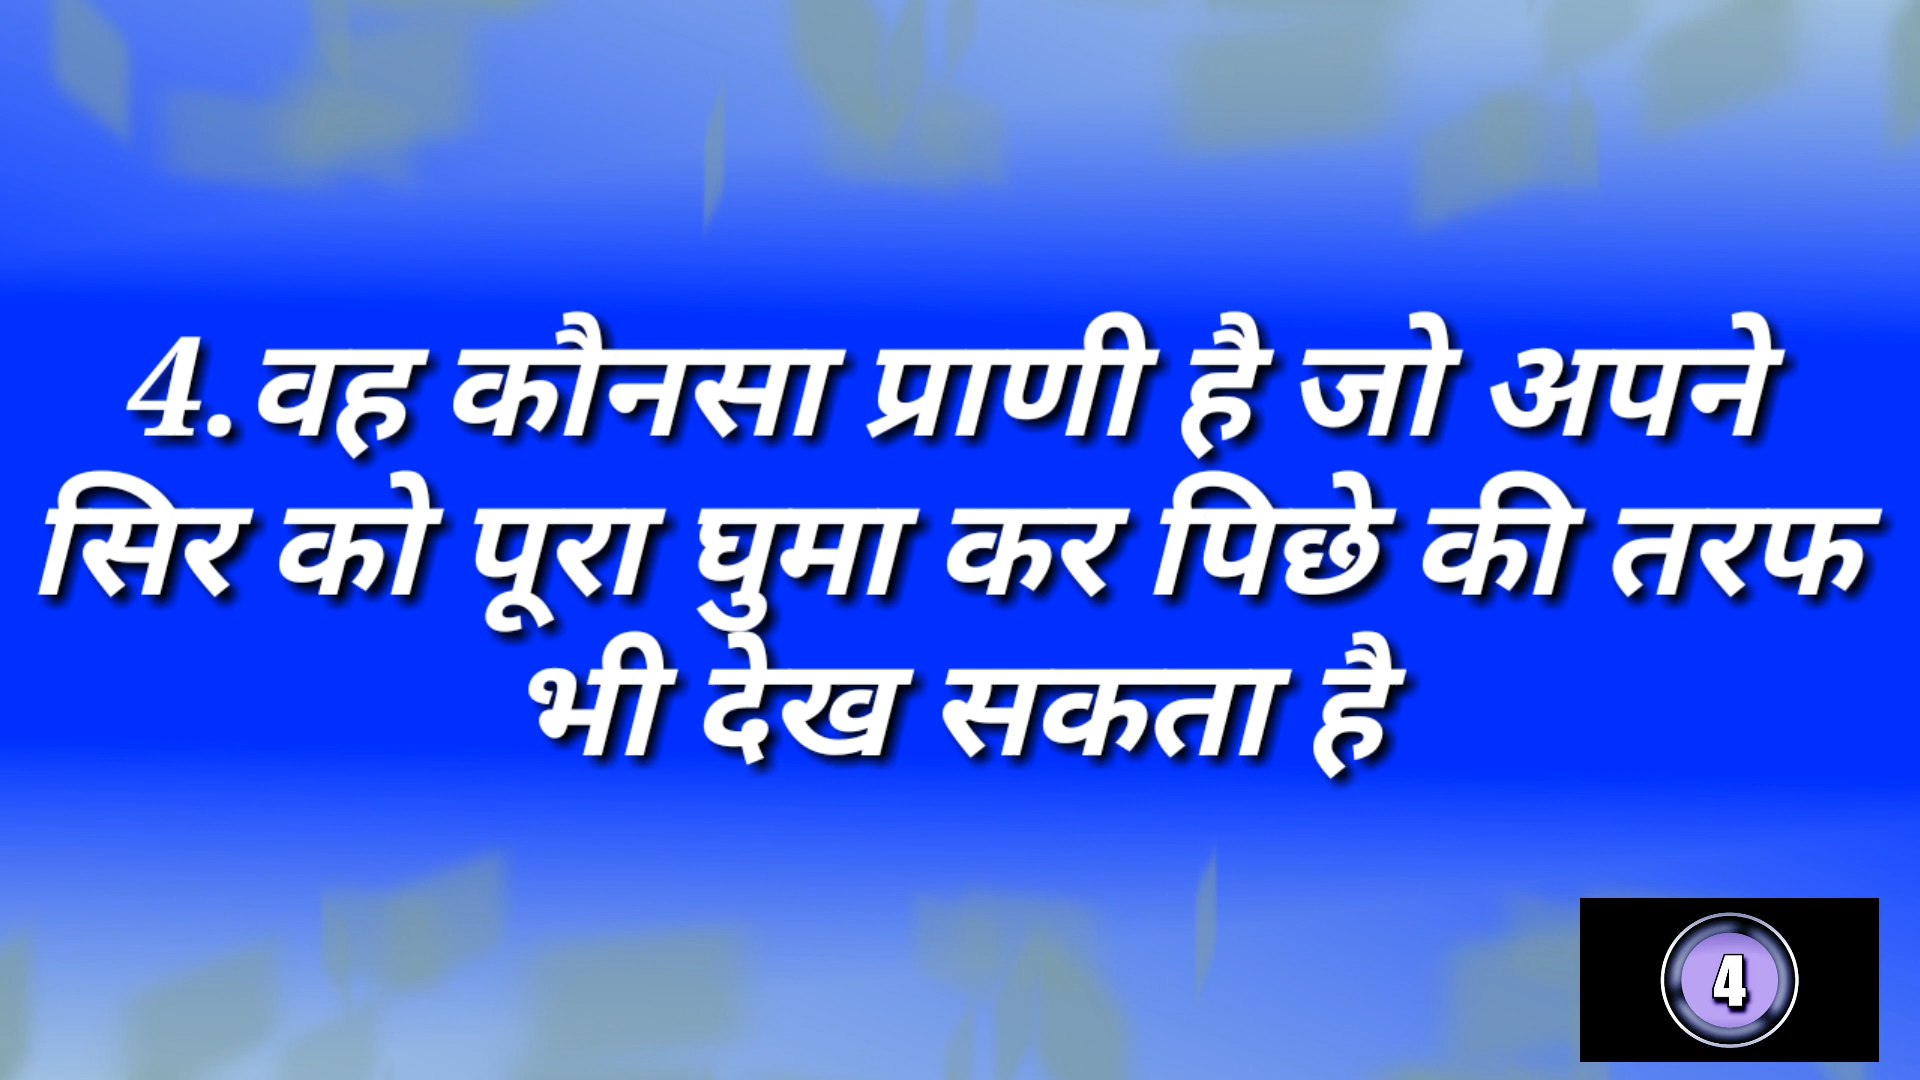 4.वह कौनसा प्राणी है जो अपने
सिर को पूरा घुमा कर पिछे की तरफ
भी देख सकता है
4